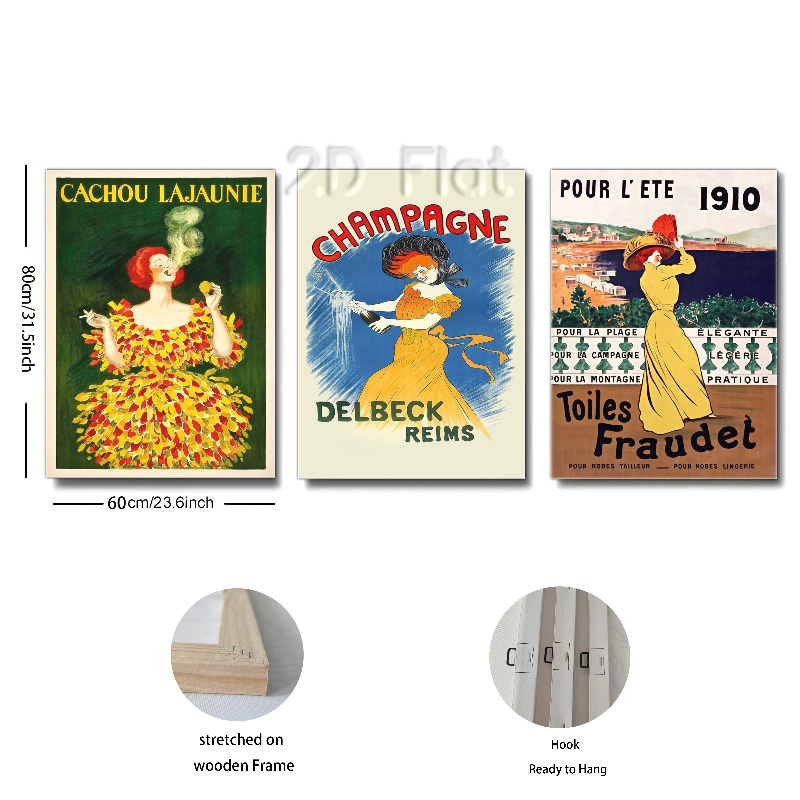 2D Flat
CACHOU LAJAUNIE
CHAMPAGNE
DELBECK
REIMS
POUR L'ETE 1910
POUR LA PLAGE ÉLÉGANTE
POUR LA CAMPAGNE LÉGÈRE
POUR LA MONTAGNE PRATIQUE
Toiles
Fraudet
POUR ROBES TAILLEUR — POUR ROBES LINGERIE
80cm/31.5inch
60cm/23.6inch
stretched on
wooden Frame
Hook
Ready to Hang